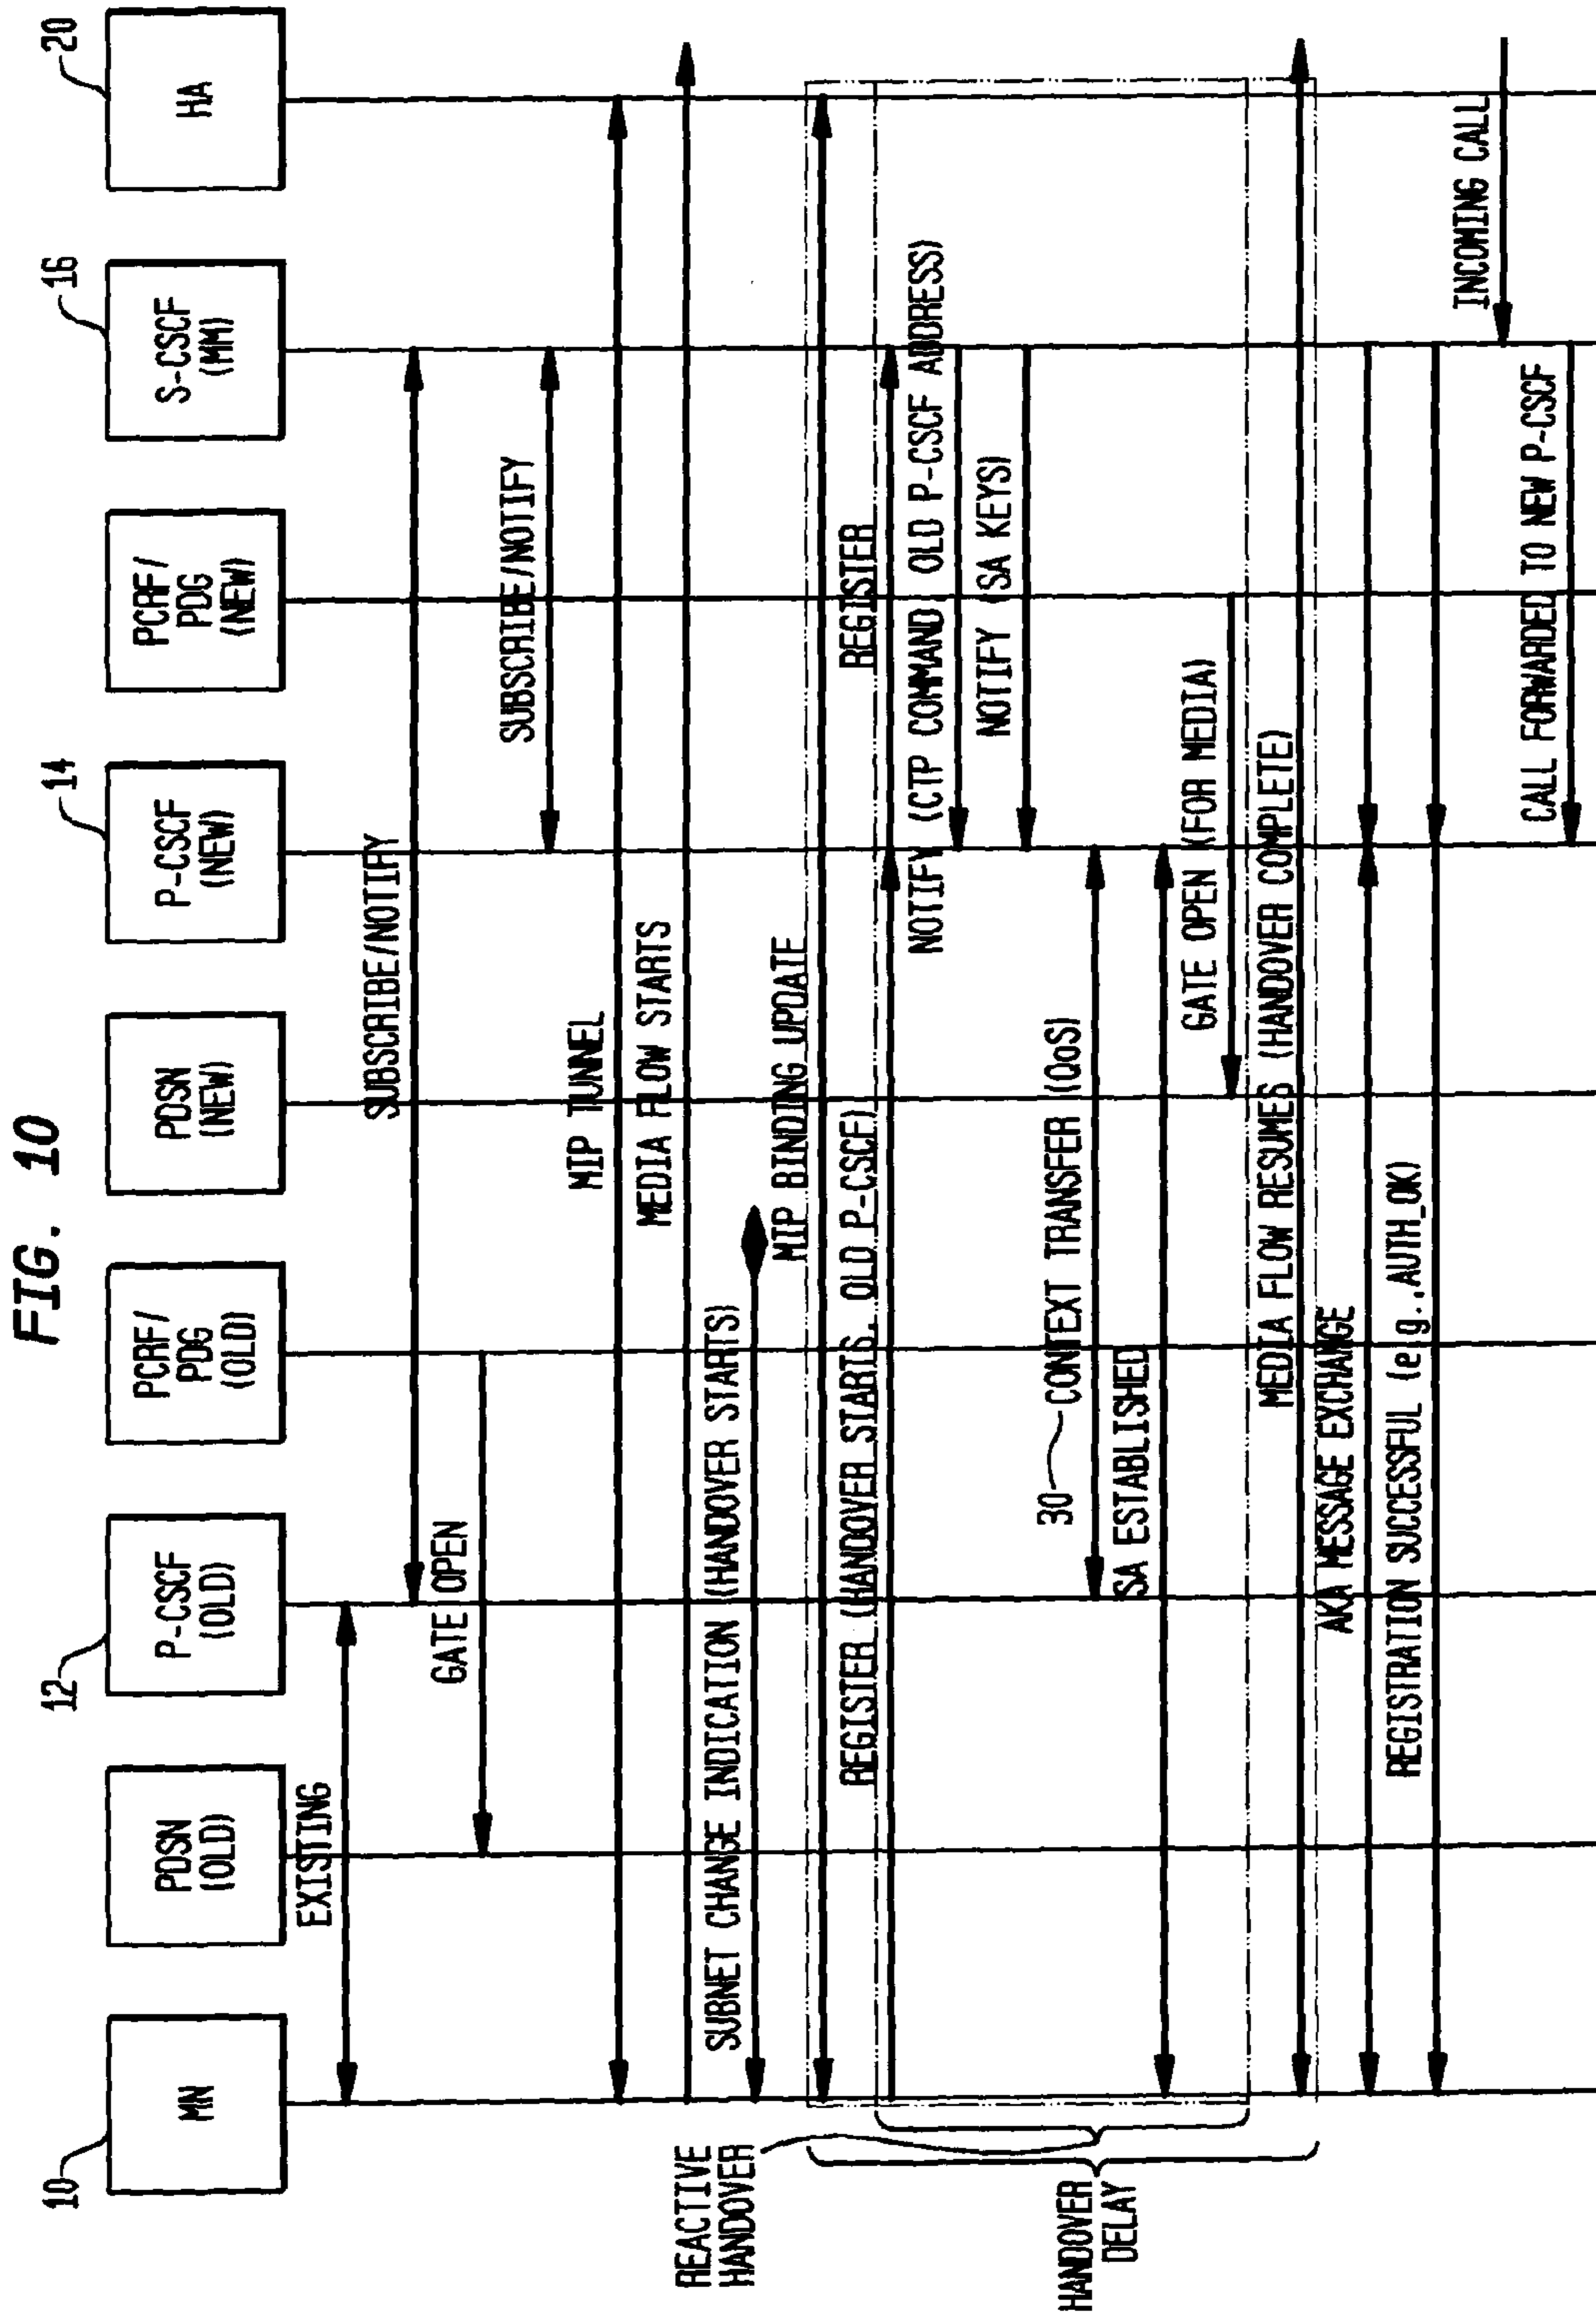 FIG. 10
10
12
14
16
20
MN
PDSN
(OLD)
P-CSCF
(OLD)
PCRF/
PDG
(OLD)
PDSN
(NEW)
P-CSCF
(NEW)
PCRF/
PDG
(NEW)
S-CSCF
(MM)
HA
EXISTING
SUBSCRIBE/NOTIFY
GATE OPEN
SUBSCRIBE/NOTIFY
MIP TUNNEL
MEDIA FLOW STARTS
REACTIVE
HANDOVER
SUBNET CHANGE INDICATION (HANDOVER STARTS)
MIP BINDING UPDATE
REGISTER (HANDOVER STARTS, OLD P-CSCF)
REGISTER
NOTIFY (CTP COMMAND, OLD P-CSCF ADDRESS)
NOTIFY (SA KEYS)
30
CONTEXT TRANSFER (QoS)
HANDOVER
DELAY
SA ESTABLISHED
GATE OPEN (FOR MEDIA)
MEDIA FLOW RESUMES (HANDOVER COMPLETE)
AKA MESSAGE EXCHANGE
REGISTRATION SUCCESSFUL (e.g., AUTH_OK)
INCOMING CALL
CALL FORWARDED TO NEW P-CSCF